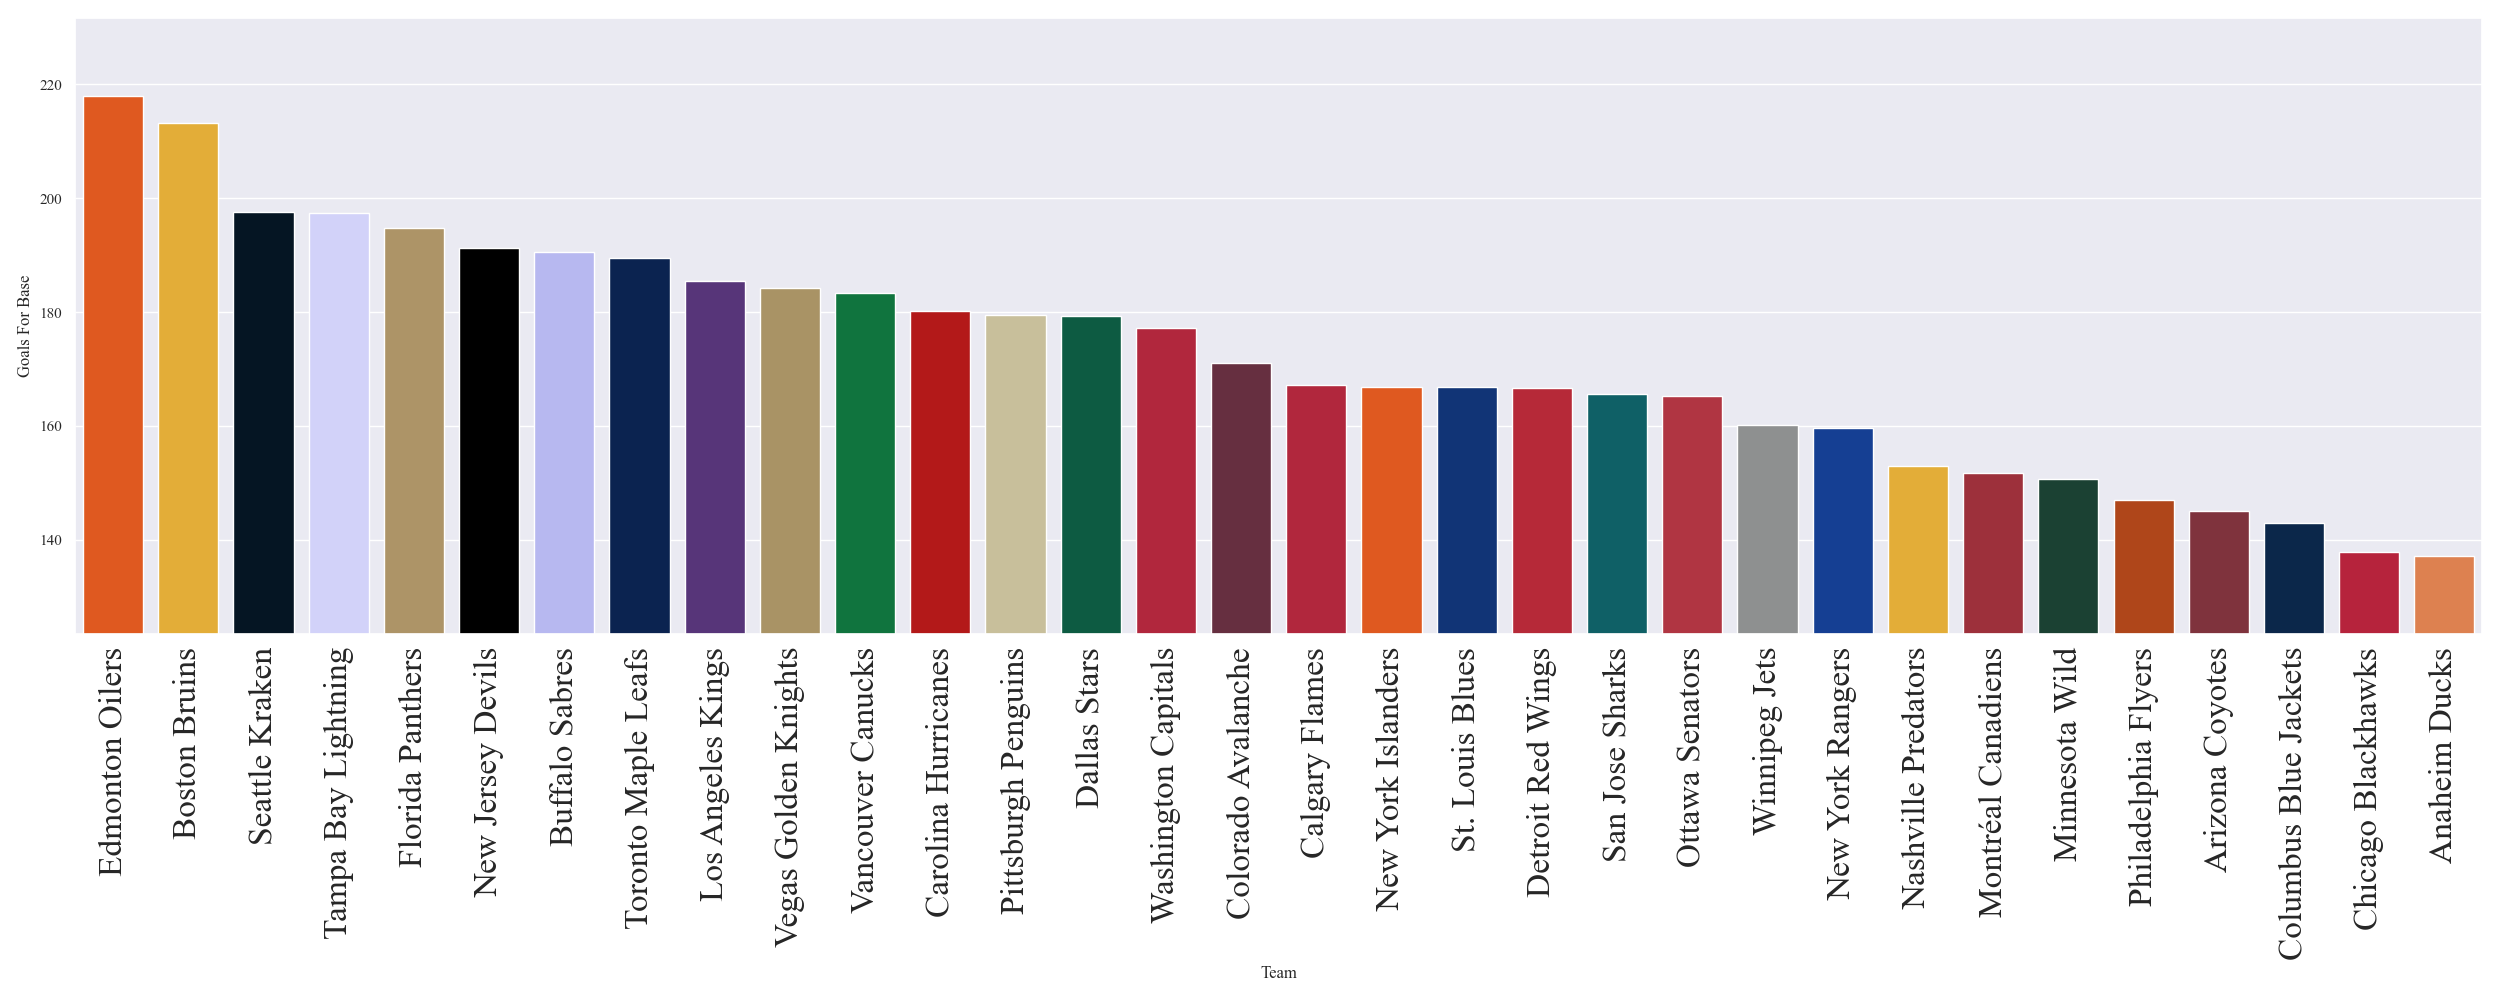 220
200
180
160
140
Goals For Base
Edmonton Oilers
Boston Bruins
Seattle Kraken
Tampa Bay Lightning
Florida Panthers
New Jersey Devils
Buffalo Sabres
Toronto Maple Leafs
Los Angeles Kings
Vegas Golden Knights
Vancouver Canucks
Carolina Hurricanes
Pittsburgh Penguins
Dallas Stars
Washington Capitals
Colorado Avalanche
Calgary Flames
New York Islanders
St. Louis Blues
Detroit Red Wings
San Jose Sharks
Ottawa Senators
Winnipeg Jets
New York Rangers
Nashville Predators
Montréal Canadiens
Minnesota Wild
Philadelphia Flyers
Arizona Coyotes
Columbus Blue Jackets
Chicago Blackhawks
Anaheim Ducks
Team